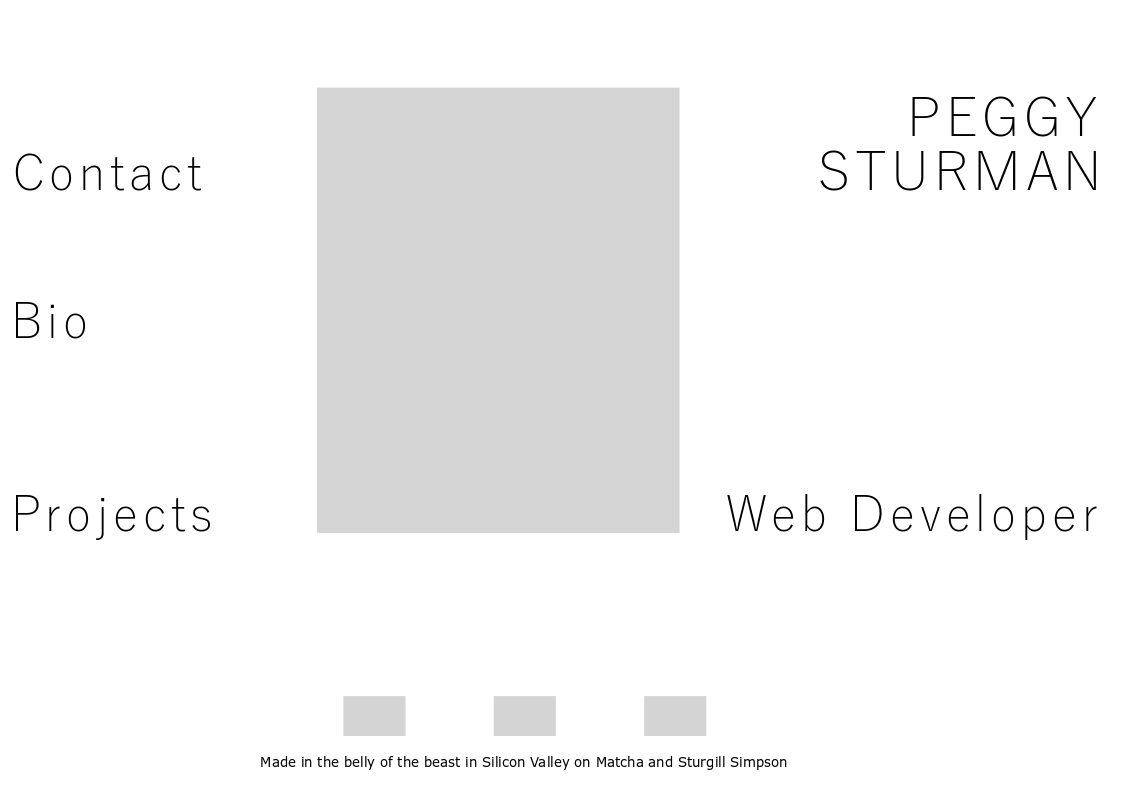 PEGGY
STURMAN
Contact
Bio
Projects
Web Developer
Made in the belly of the beast in Silicon Valley on Matcha and Sturgill Simpson